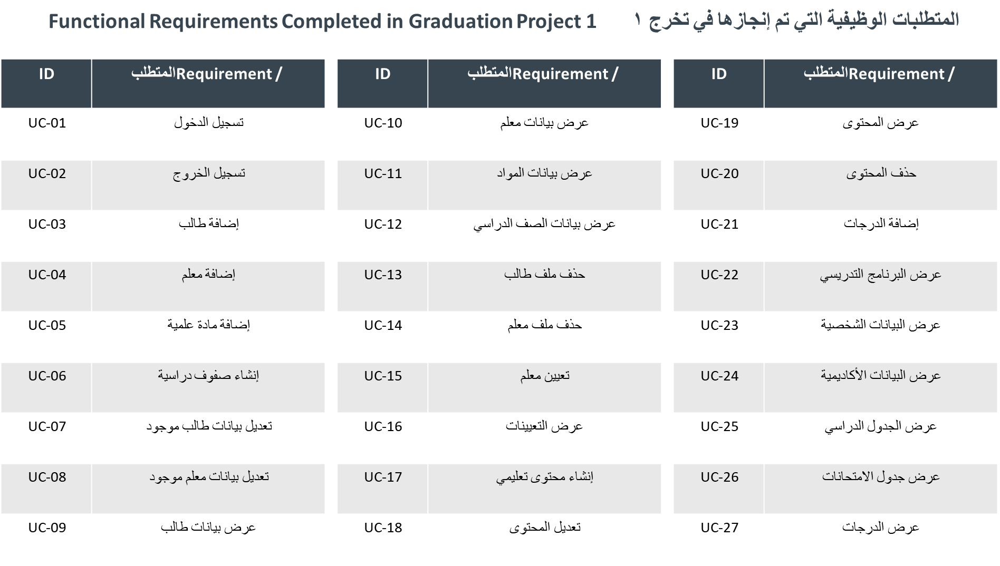 Functional Requirements Completed in Graduation Project 1 المتطلبات الوظيفية التي تم إنجازها في تخرج ١
ID
المتطلبRequirement /
UC-01 تسجيل الدخول
UC-02 تسجيل الخروج
UC-03 إضافة طالب
UC-04 إضافة معلم
UC-05 إضافة مادة علمية
UC-06 إنشاء صفوف دراسية
UC-07 تعديل بيانات طالب موجود
UC-08 تعديل بيانات معلم موجود
UC-09 عرض بيانات طالب
ID
المتطلبRequirement /
UC-10 عرض بيانات معلم
UC-11 عرض بيانات المواد
UC-12 عرض بيانات الصف الدراسي
UC-13 حذف ملف طالب
UC-14 حذف ملف معلم
UC-15 تعيين معلم
UC-16 عرض التعيينات
UC-17 إنشاء محتوى تعليمي
UC-18 تعديل المحتوى
ID
المتطلبRequirement /
UC-19 عرض المحتوى
UC-20 حذف المحتوى
UC-21 إضافة الدرجات
UC-22 عرض البرنامج التدريسي
UC-23 عرض البيانات الشخصية
UC-24 عرض البيانات الأكاديمية
UC-25 عرض الجدول الدراسي
UC-26 عرض جدول الامتحانات
UC-27 عرض الدرجات